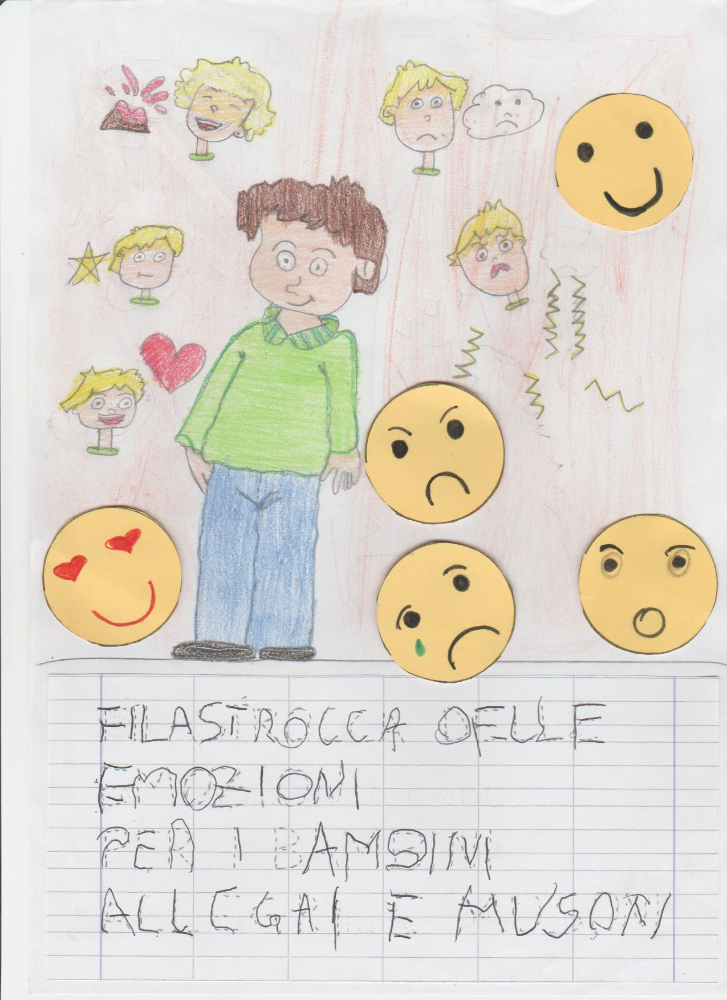 FILASTROCCA DELLE
EMOZIONI
PER I BAMBINI
ALLEGRI E MUSONI